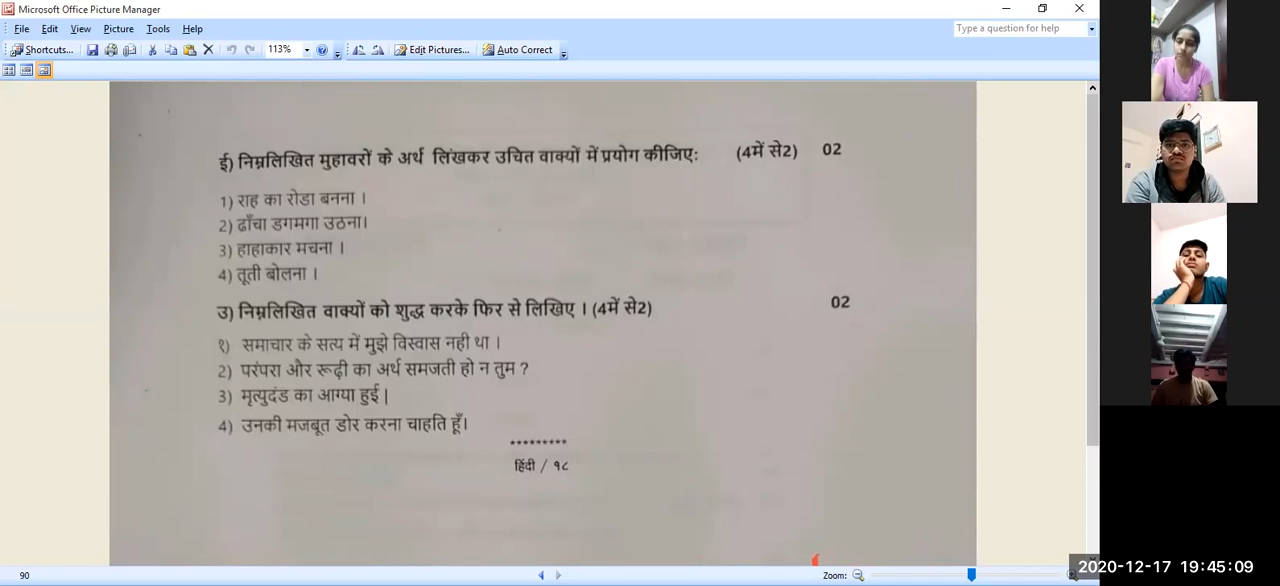 Microsoft Office Picture Manager
File Edit View Picture Tools Help
Type a question for help
Shortcuts... 113% Edit Pictures... Auto Correct
ई) निम्नलिखित मुहावरों के अर्थ लिंखकर उचित वाक्यों में प्रयोग कीजिए: (4में से2) 02
1) राह का रोडा बनना ।
2) ढाँचा डगमगा उठना।
3) हाहाकार मचना ।
4) तूती बोलना ।
उ) निम्नलिखित वाक्यों को शुद्ध करके फिर से लिखिए । (4में से2) 02
१) समाचार के सत्य में मुझे विस्वास नही था ।
2) परंपरा और रूढ़ी का अर्थ समजती हो न तुम ?
3) मृत्युदंड का आग्या हुई|
4) उनकी मजबूत डोर करना चाहति हूँ।
*********
हिंदी / १८
90 Zoom:
2020-12-17 19:45:09